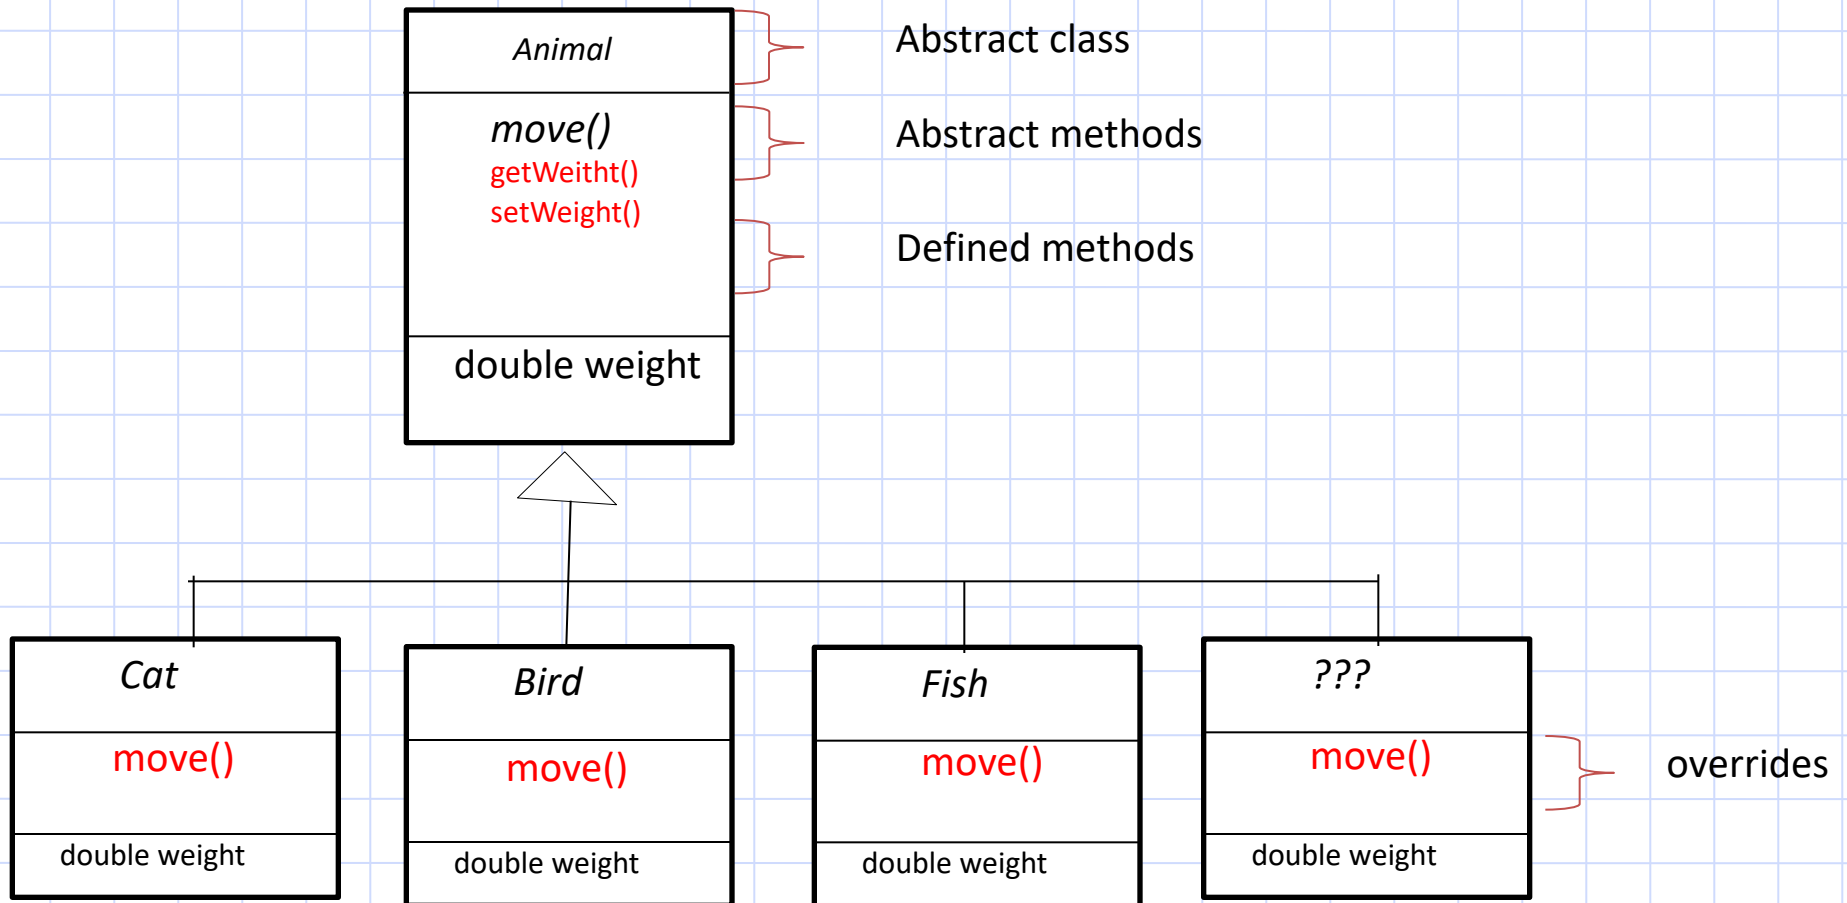 Animal
Abstract class
move()
Abstract methods
getWeitht()
setWeight()
Defined methods
double weight
Cat
Bird
Fish
???
move()
move()
move()
move()
overrides
double weight
double weight
double weight
double weight